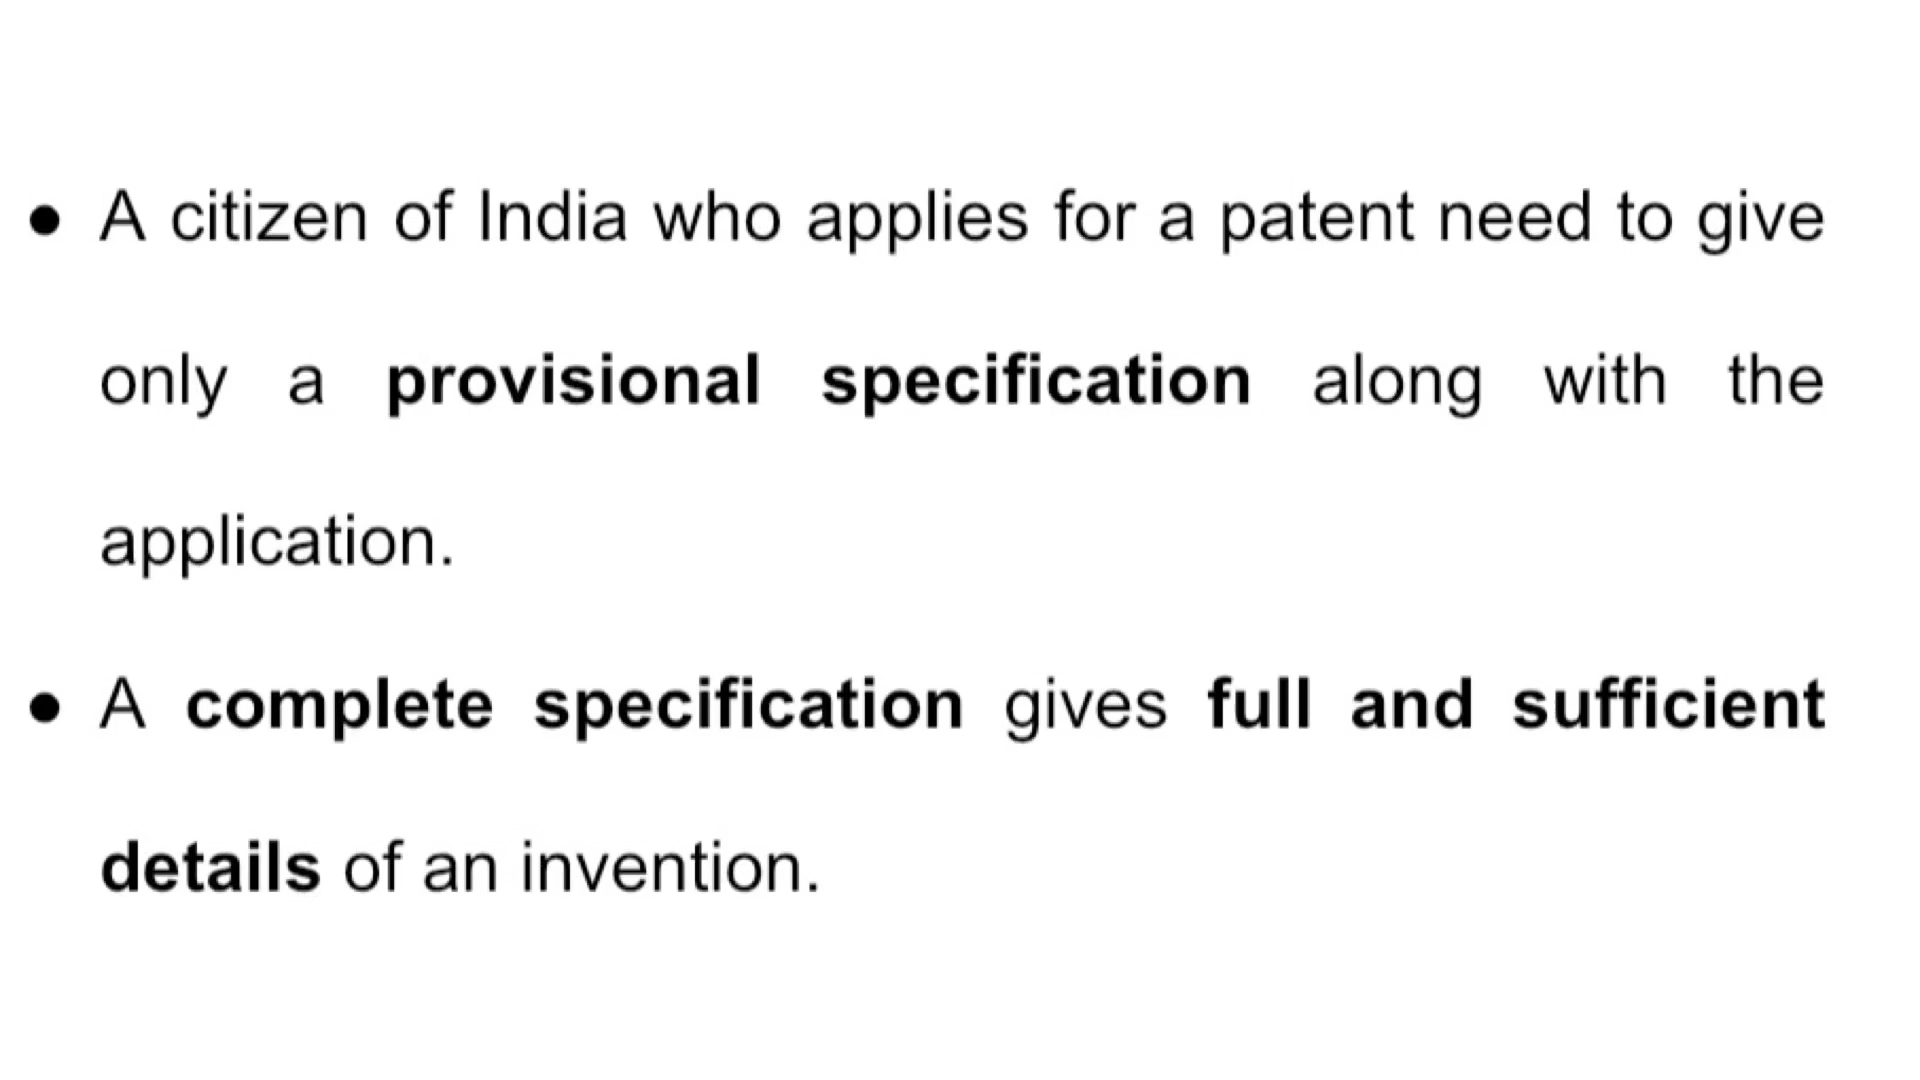 ● A citizen of India who applies for a patent need to give
only a provisional specification along with the
application.
● A complete specification gives full and sufficient
details of an invention.